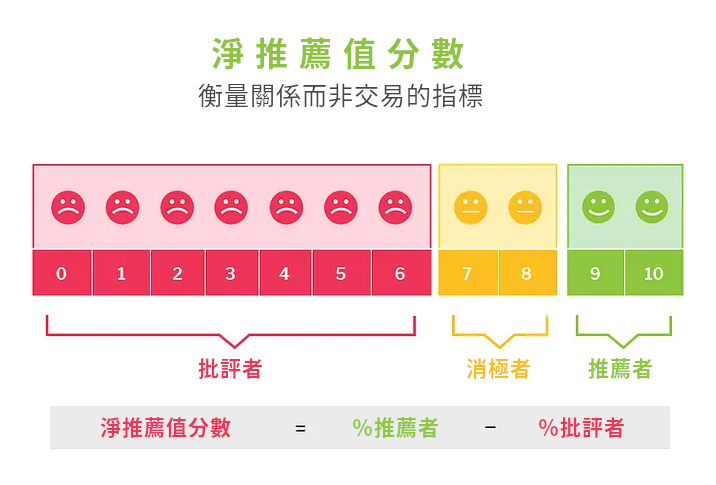 淨推薦值分數
衡量關係而非交易的指標
0 1 2 3 4 5 6 7 8 9 10
批評者 消極者 推薦者
淨推薦值分數 = %推薦者 − %批評者